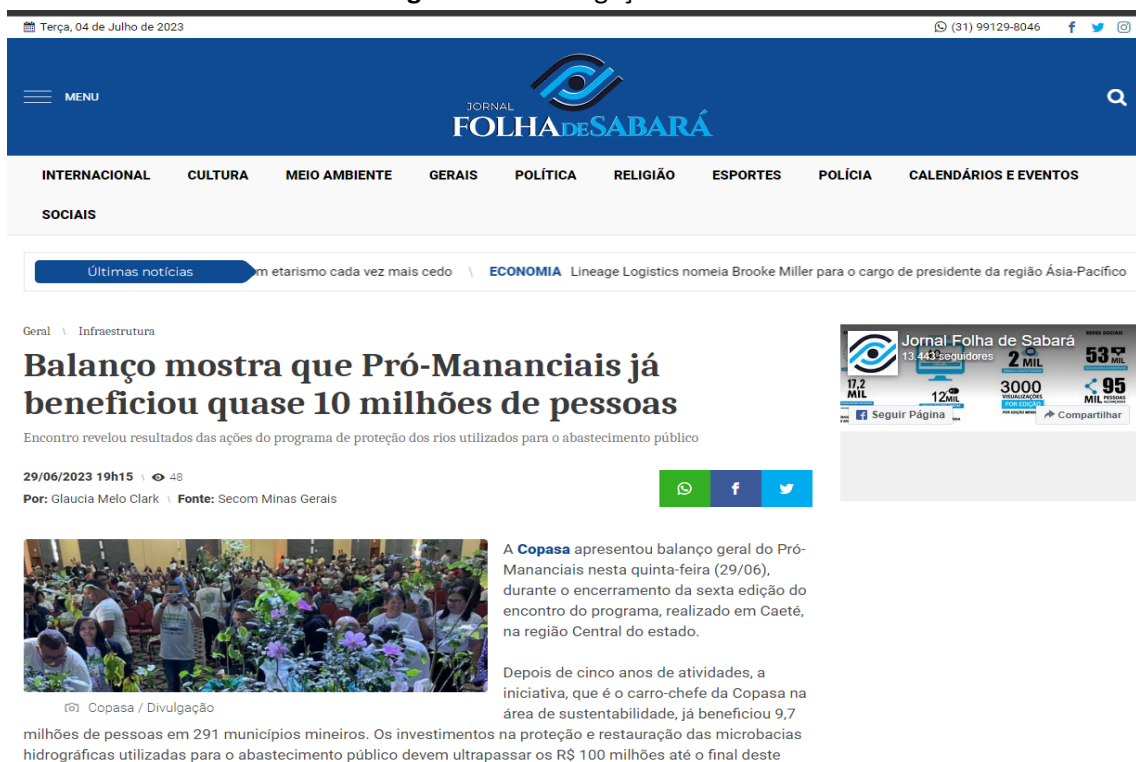 Terça, 04 de Julho de 2023
(31) 99129-8046
MENU
JORNAL
FOLHADESABARÁ
INTERNACIONAL CULTURA MEIO AMBIENTE GERAIS POLÍTICA RELIGIÃO ESPORTES POLÍCIA CALENDÁRIOS E EVENTOS
SOCIAIS
Últimas notícias
m etarismo cada vez mais cedo \ ECONOMIA Lineage Logistics nomeia Brooke Miller para o cargo de presidente da região Ásia-Pacífico
Geral \ Infraestrutura
Balanço mostra que Pró-Mananciais já
beneficiou quase 10 milhões de pessoas
Encontro revelou resultados das ações do programa de proteção dos rios utilizados para o abastecimento público
29/06/2023 19h15 \ 48
Por: Glaucia Melo Clark \ Fonte: Secom Minas Gerais
Jornal Folha de Sabará
13.443 seguidores
REDES SOCIAIS
2 MIL
53 MIL
17,2
MIL
12MIL
3000
VISUALIZAÇÕES
POR EDIÇÃO
95
MIL
Seguir Página
Compartilhar
A Copasa apresentou balanço geral do Pró-
Mananciais nesta quinta-feira (29/06),
durante o encerramento da sexta edição do
encontro do programa, realizado em Caeté,
na região Central do estado.
Depois de cinco anos de atividades, a
iniciativa, que é o carro-chefe da Copasa na
área de sustentabilidade, já beneficiou 9,7
Copasa / Divulgação
milhões de pessoas em 291 municípios mineiros. Os investimentos na proteção e restauração das microbacias
hidrográficas utilizadas para o abastecimento público devem ultrapassar os R$ 100 milhões até o final deste